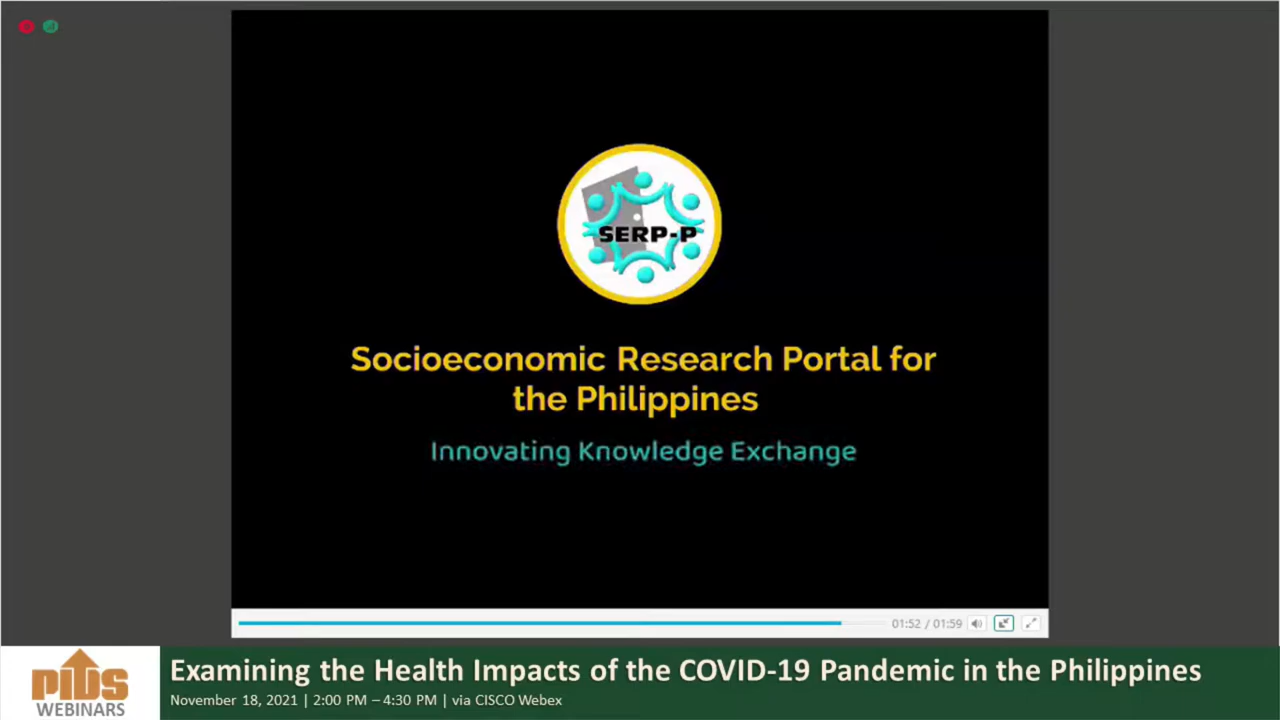 SERP-P
Socioeconomic Research Portal for
the Philippines
Innovating Knowledge Exchange
01:52 / 01:59
PIDS
WEBINARS
Examining the Health Impacts of the COVID-19 Pandemic in the Philippines
November 18, 2021 | 2:00 PM – 4:30 PM | via CISCO Webex